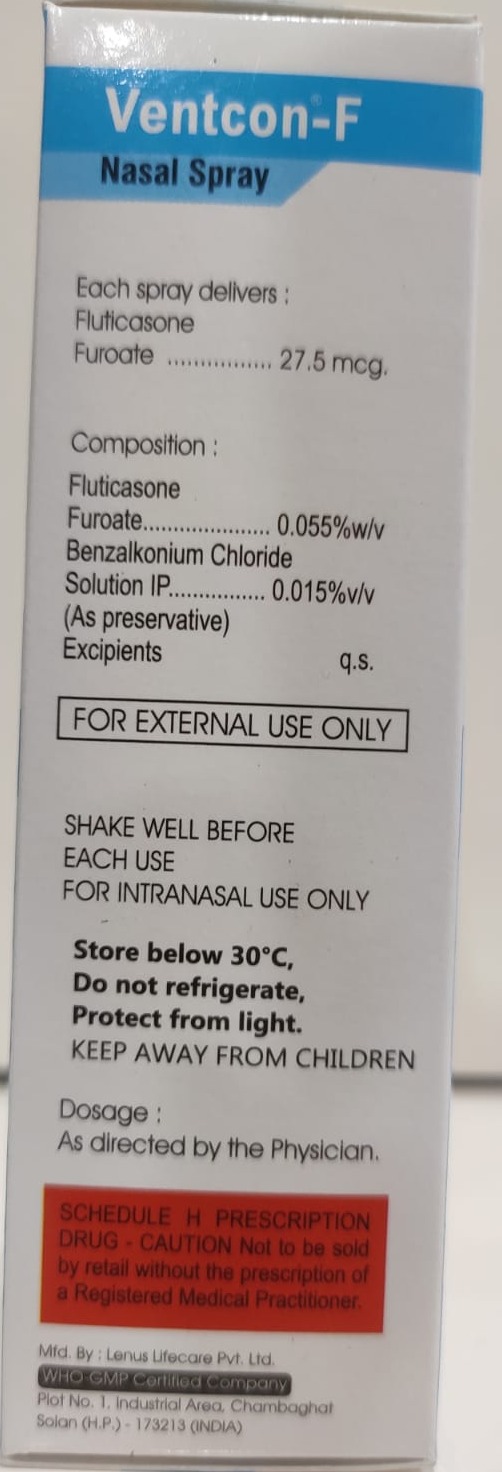 Ventcon®-F
Nasal Spray
Each spray delivers :
Fluticasone
Furoate ................ 27.5 mcg.
Composition :
Fluticasone
Furoate..................... 0.055%w/v
Benzalkonium Chloride
Solution IP................ 0.015%v/v
(As preservative)
Excipients q.s.
FOR EXTERNAL USE ONLY
SHAKE WELL BEFORE
EACH USE
FOR INTRANASAL USE ONLY
Store below 30°C,
Do not refrigerate,
Protect from light.
KEEP AWAY FROM CHILDREN
Dosage :
As directed by the Physician.
SCHEDULE H PRESCRIPTION
DRUG - CAUTION Not to be sold
by retail without the prescription of
a Registered Medical Practitioner.
Mfd. By : Lenus Lifecare Pvt. Ltd.
WHO-GMP Certified Company
Plot No. 1, Industrial Area, Chambaghat
Solan (H.P.) - 173213 (INDIA)